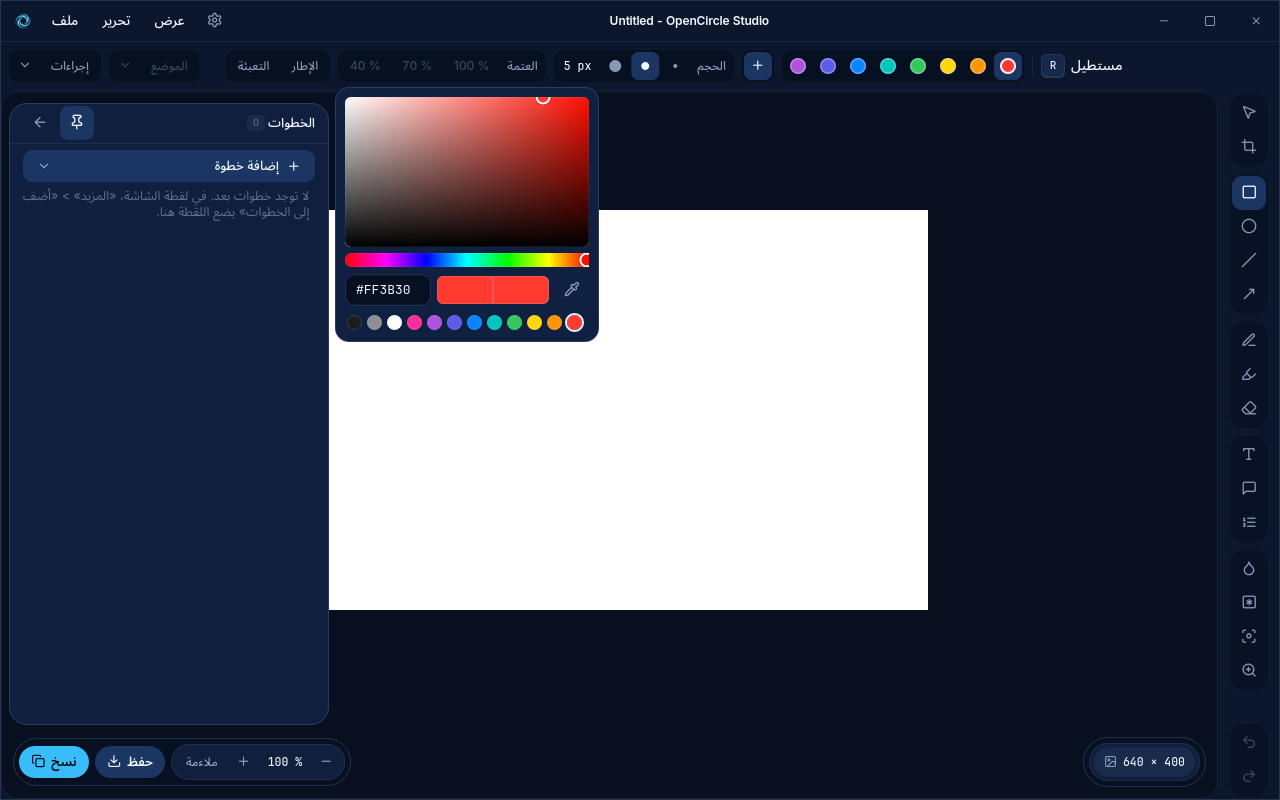 Untitled - OpenCircle Studio
ملف
تحرير
عرض
مستطيل
R
الحجم
5 px
العتمة
100 %
70 %
40 %
الإطار
التعبئة
الموضع
إجراءات
الخطوات 0
إضافة خطوة
لا توجد خطوات بعد. في لقطة الشاشة، «المزيد» > «أضف
إلى الخطوات» يضع اللقطة هنا.
#FF3B30
نسخ
حفظ
ملاءمة
100 %
640 × 400